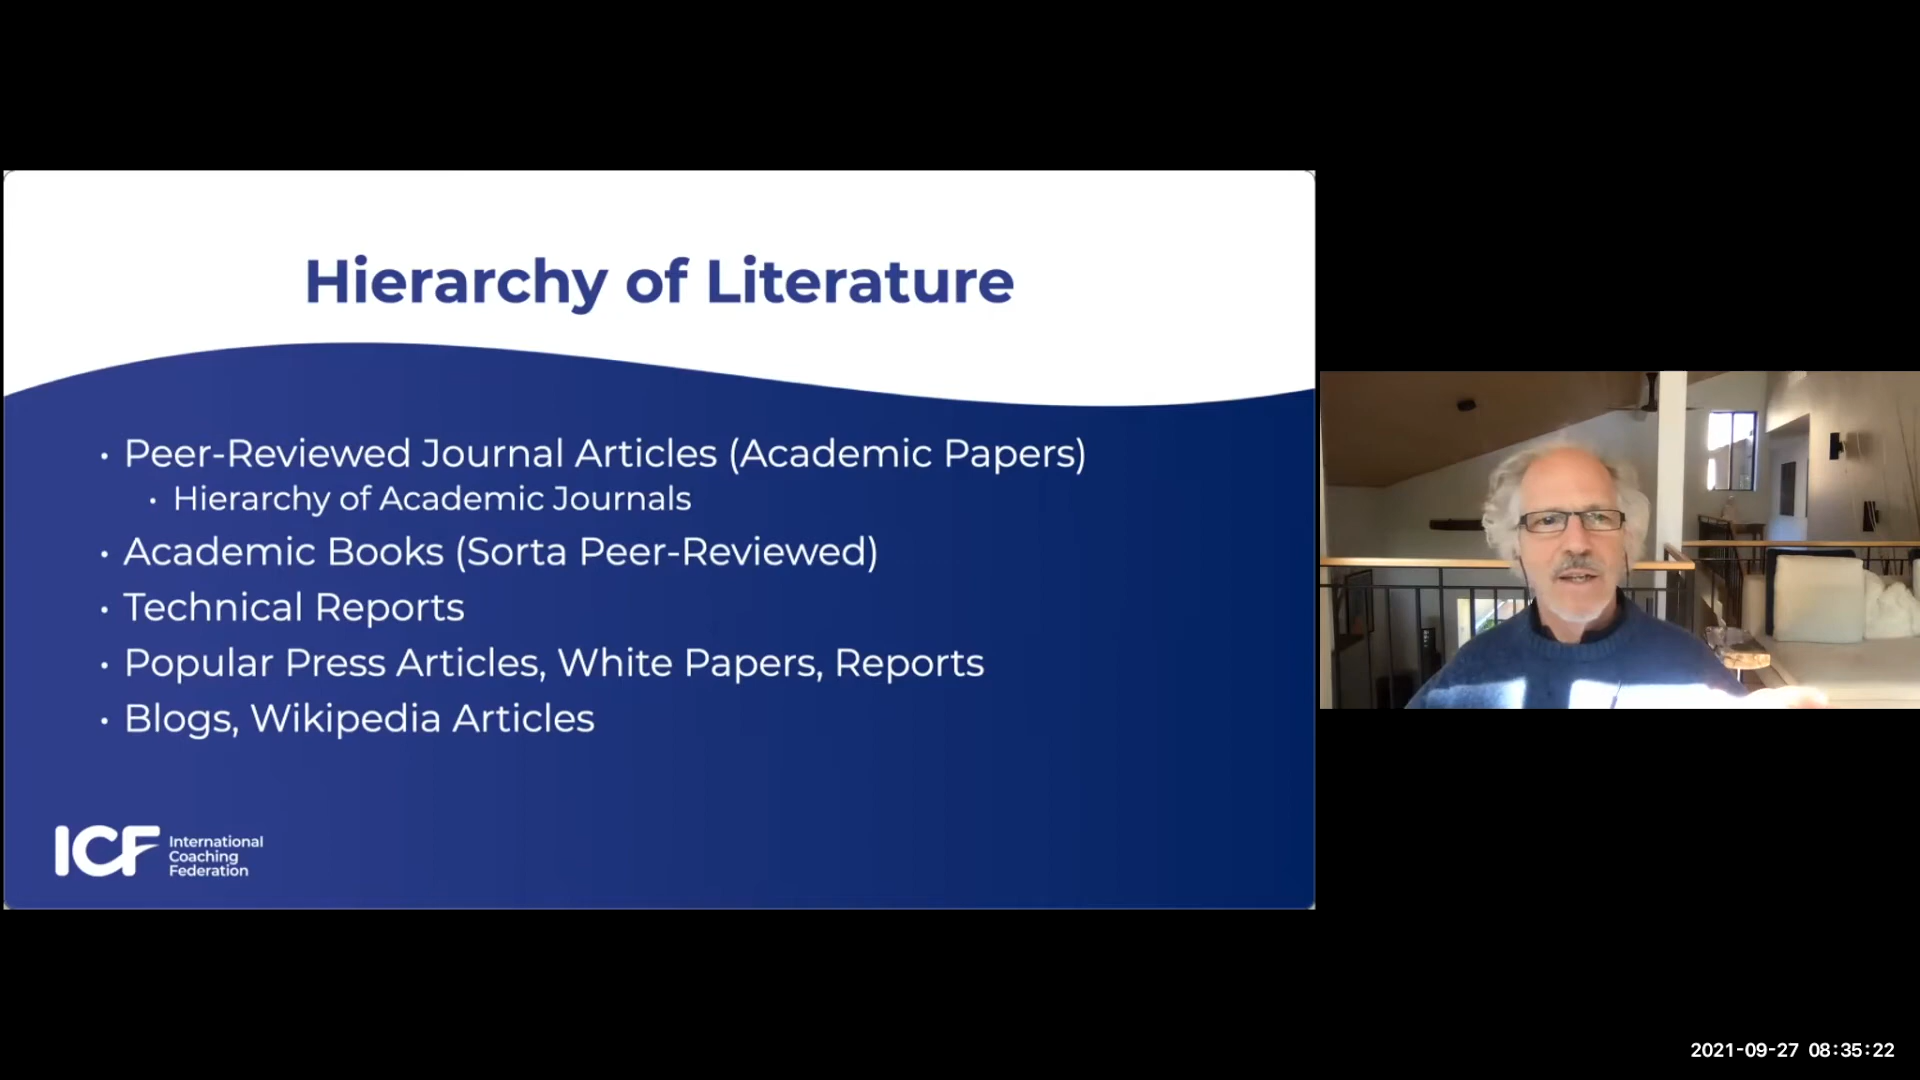 Hierarchy of Literature
• Peer-Reviewed Journal Articles (Academic Papers)
• Hierarchy of Academic Journals
• Academic Books (Sorta Peer-Reviewed)
• Technical Reports
• Popular Press Articles, White Papers, Reports
• Blogs, Wikipedia Articles
ICF
International
Coaching
Federation
2021-09-27 08:35:22